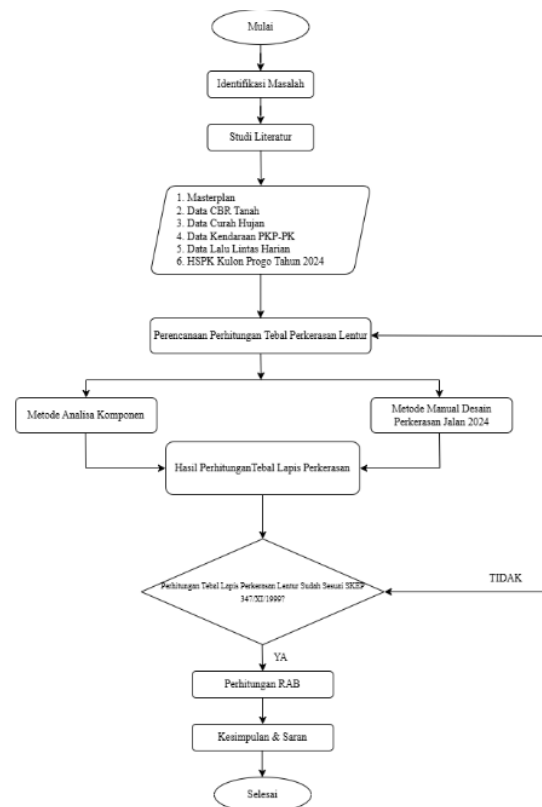 Mulai
Identifikasi Masalah
Studi Literatur
1. Masterplan
2. Data CBR Tanah
3. Data Curah Hujan
4. Data Kendaraan PKP-PK
5. Data Lalu Lintas Harian
6. HSPK Kulon Progo Tahun 2024
Perencanaan Perhitungan Tebal Perkerasan Lentur
Metode Analisa Komponen
Metode Manual Desain
Perkerasan Jalan 2024
Hasil PerhitunganTebal Lapis Perkerasan
Perhitungan Tebal Lapis Perkerasan Lentur Sudah Sesuai SKEP
347/XI/1999?
TIDAK
YA
Perhitungan RAB
Kesimpulan & Saran
Selesai